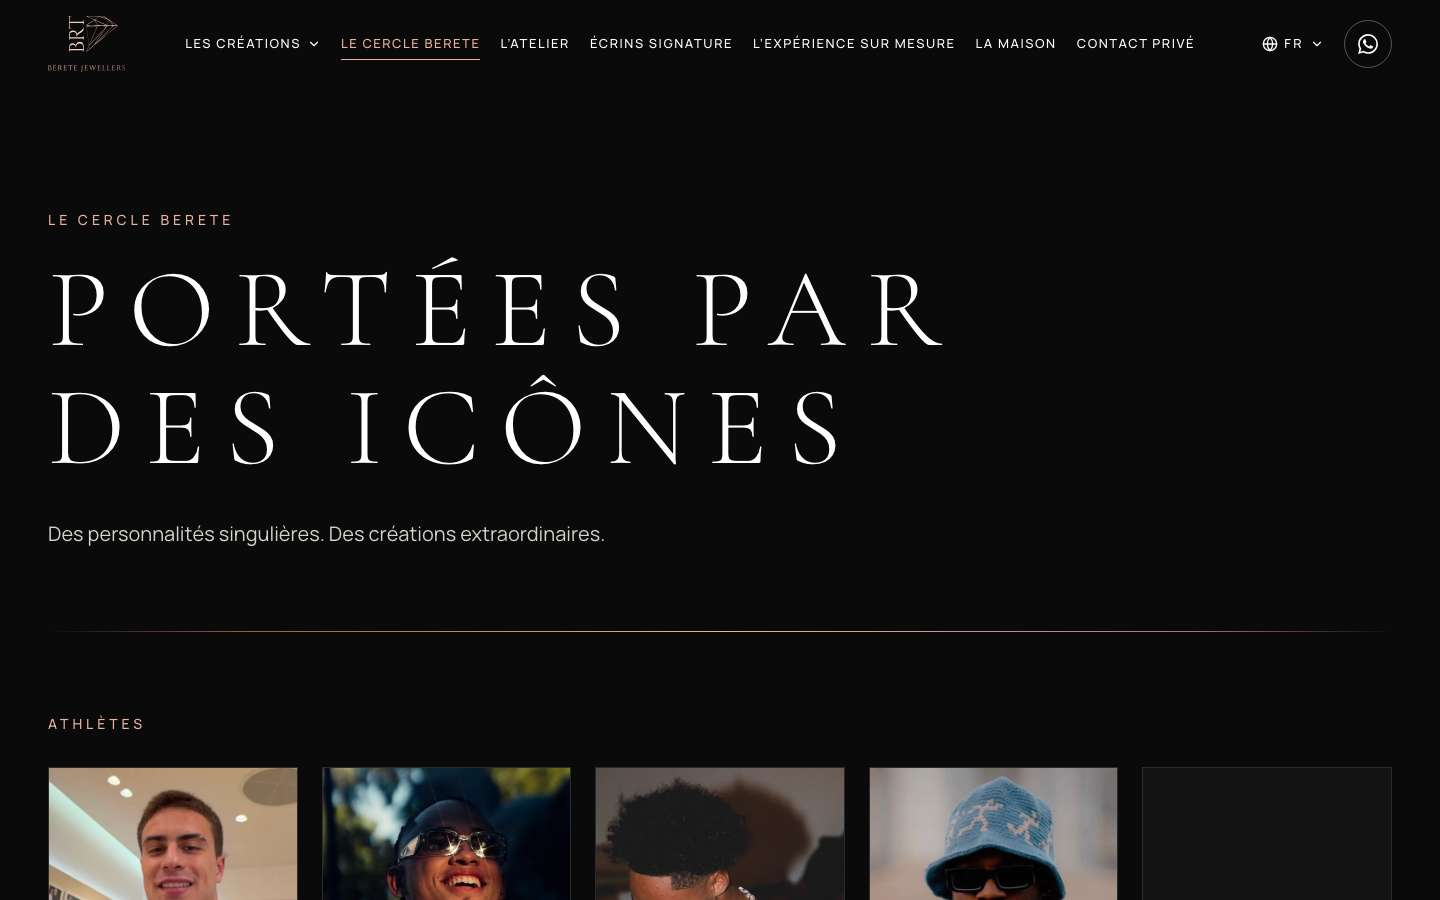 BRT
BERETE JEWELLERS
LES CRÉATIONS
LE CERCLE BERETE
L'ATELIER
ÉCRINS SIGNATURE
L'EXPÉRIENCE SUR MESURE
LA MAISON
CONTACT PRIVÉ
FR
LE CERCLE BERETE
PORTÉES PAR
DES ICÔNES
Des personnalités singulières. Des créations extraordinaires.
ATHLÈTES